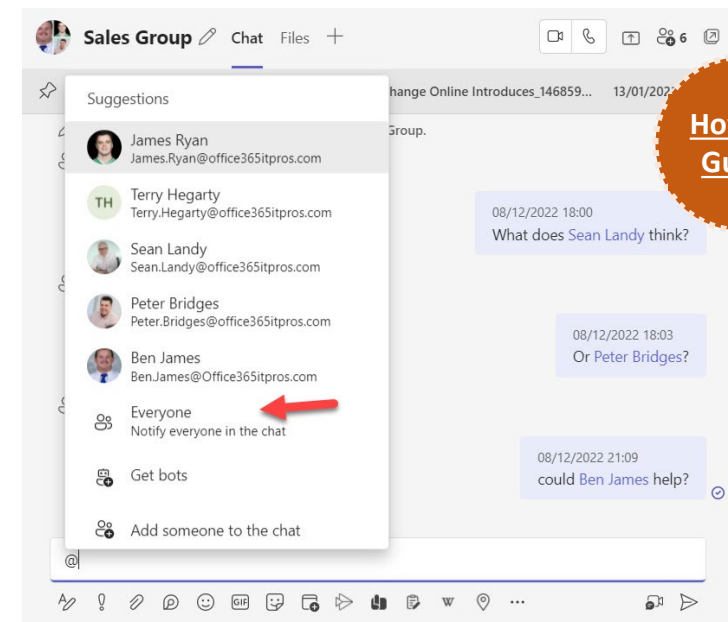 Sales Group Chat Files 6
Suggestions
hange Online Introduces_146859... 13/01/202
Group.
James Ryan
James.Ryan@office365itpros.com
Terry Hegarty
TH
Terry.Hegarty@office365itpros.com
Sean Landy
Sean.Landy@office365itpros.com
Peter Bridges
Peter.Bridges@office365itpros.com
Ben James
Ben.James@Office365itpros.com
Everyone
Notify everyone in the chat
Get bots
Add someone to the chat
08/12/2022 18:00
What does Sean Landy think?
08/12/2022 18:03
Or Peter Bridges?
08/12/2022 21:09
could Ben James help?
@
GIF
W